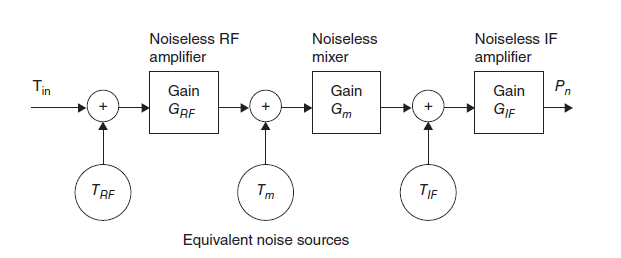 Noiseless RF
amplifier
Noiseless
mixer
Noiseless IF
amplifier
Tin
+
Gain
GRF
+
Gain
Gm
+
Gain
GIF
Pn
TRF
Tm
TIF
Equivalent noise sources